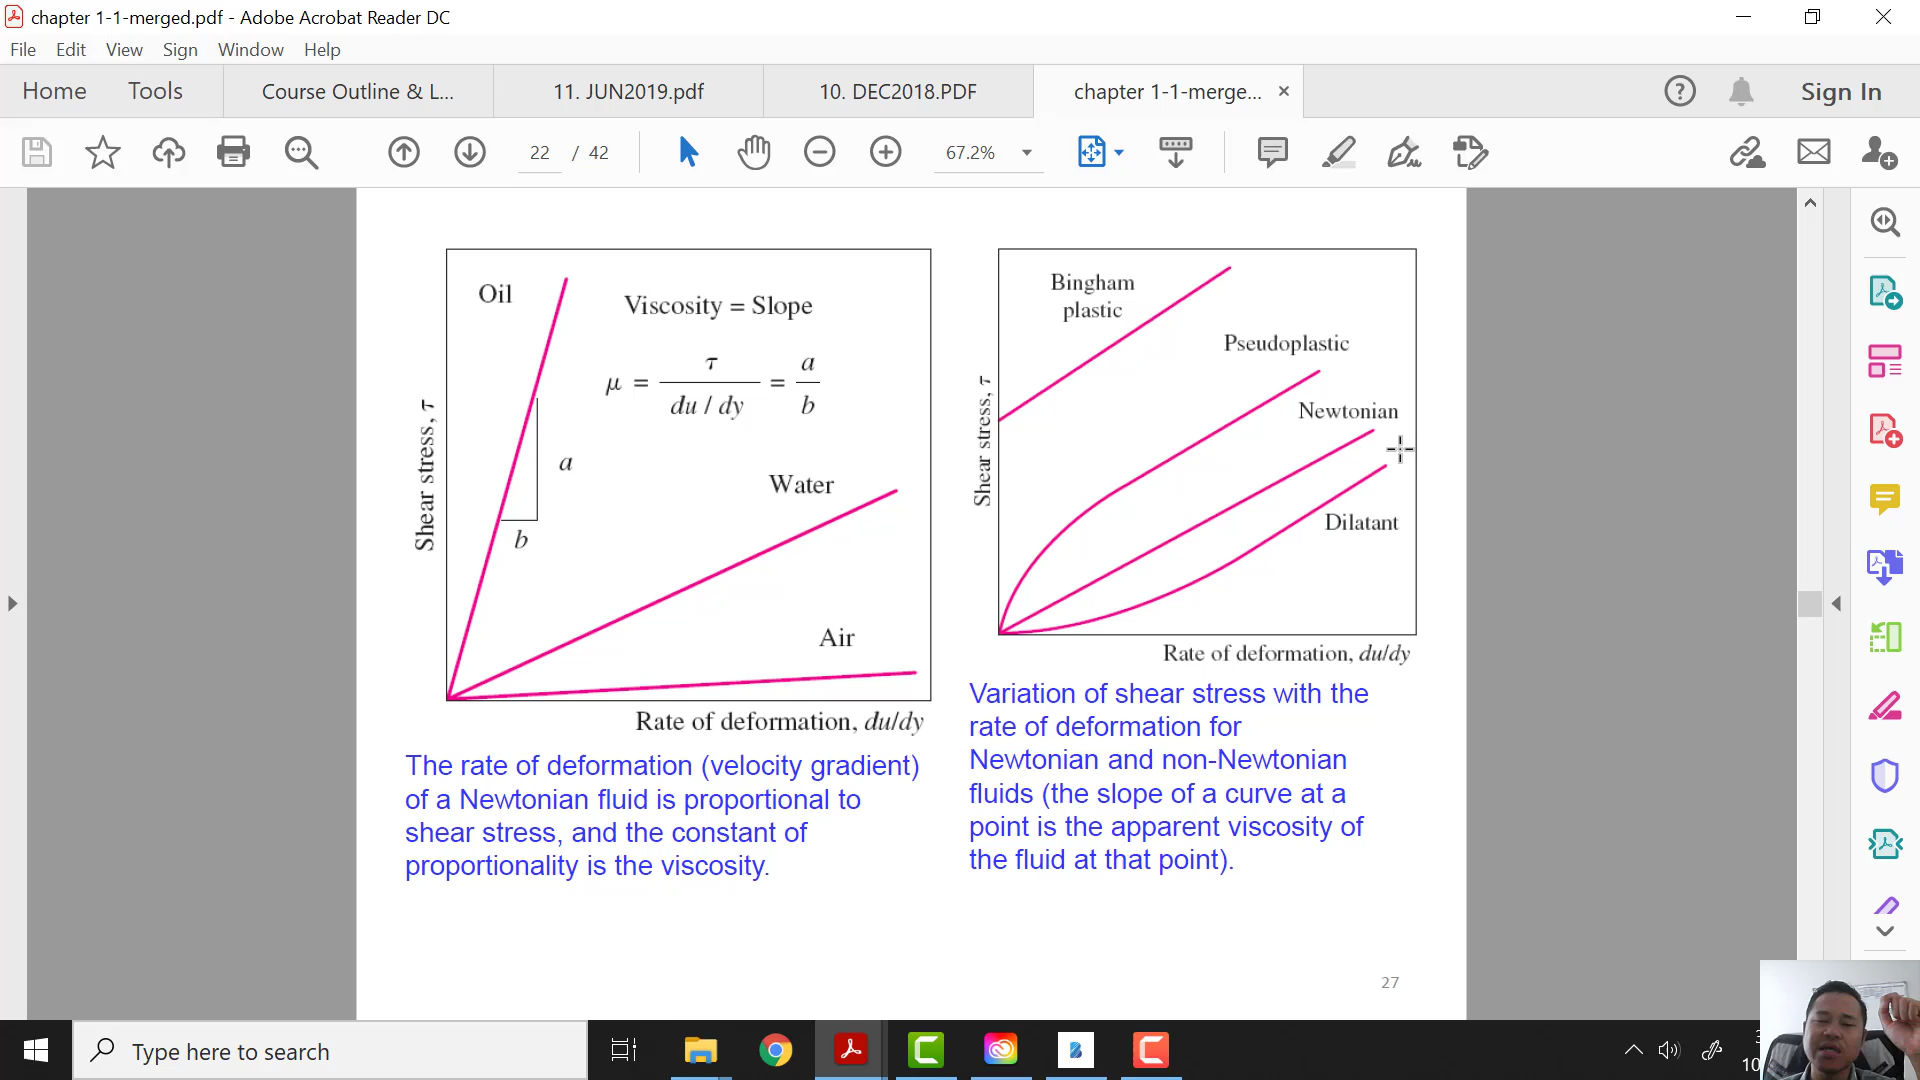 chapter 1-1-merged.pdf - Adobe Acrobat Reader DC
File Edit View Sign Window Help
Home Tools Course Outline & L... 11. JUN2019.pdf 10. DEC2018.PDF chapter 1-1-merge... × Sign In
22 / 42 67.2%
Oil
Viscosity = Slope
μ = τ / du / dy = a / b
Shear stress, τ
a
b
Water
Air
Rate of deformation, du/dy
The rate of deformation (velocity gradient)
of a Newtonian fluid is proportional to
shear stress, and the constant of
proportionality is the viscosity.
Bingham
plastic
Pseudoplastic
Newtonian
Shear stress, τ
Dilatant
Rate of deformation, du/dy
Variation of shear stress with the
rate of deformation for
Newtonian and non-Newtonian
fluids (the slope of a curve at a
point is the apparent viscosity of
the fluid at that point).
27
Type here to search